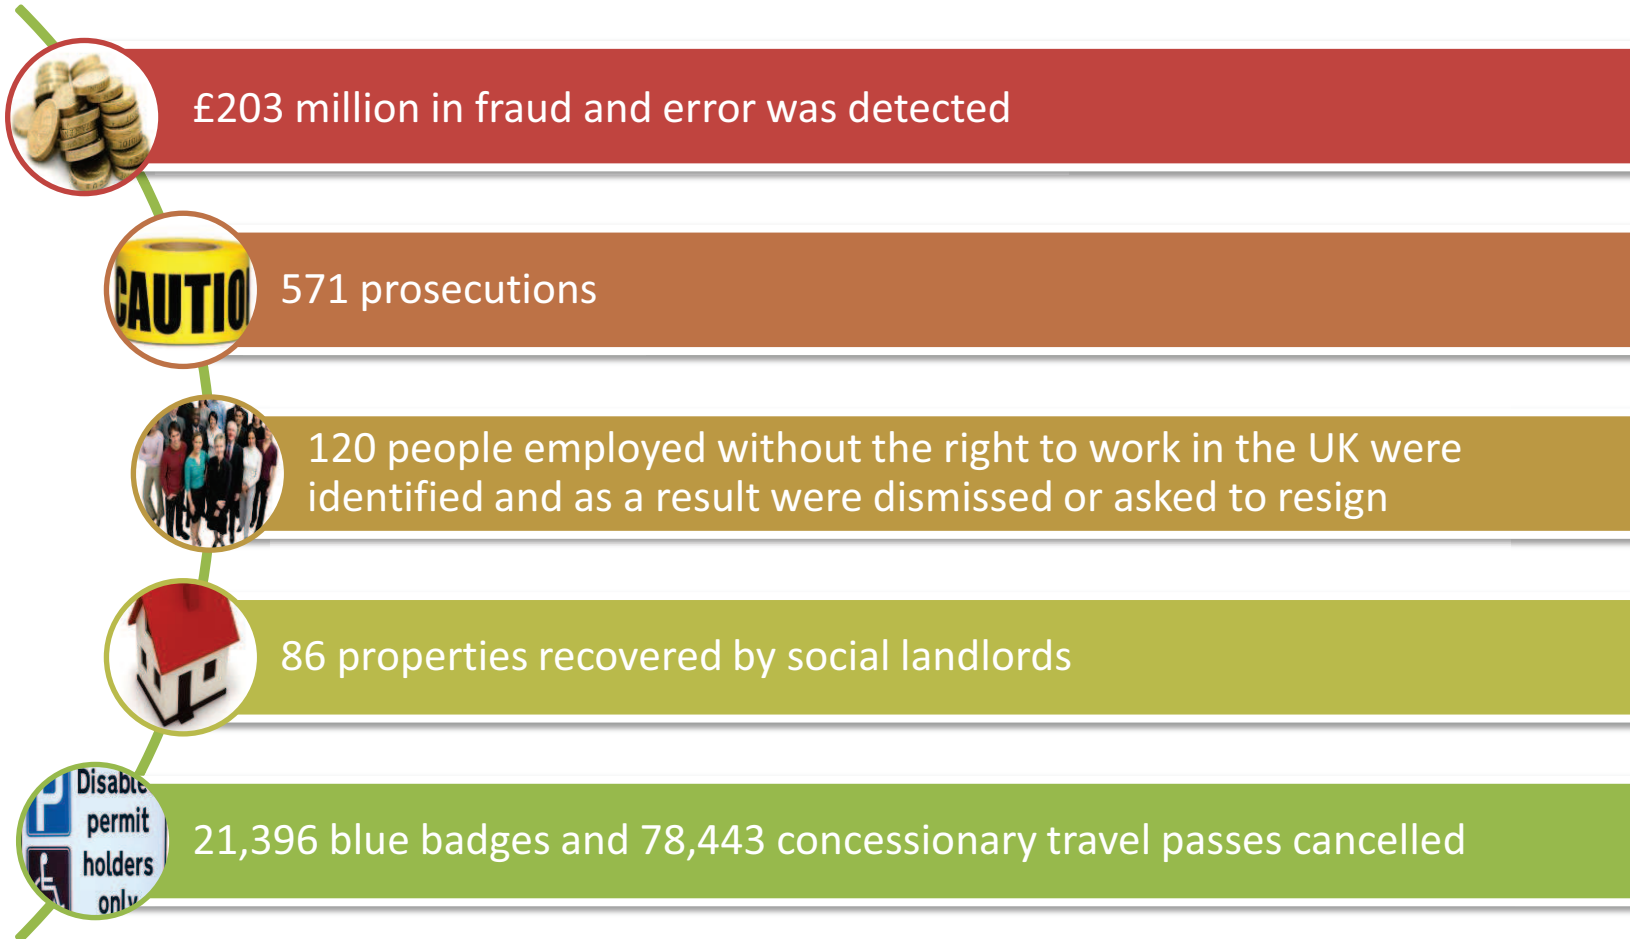 £203 million in fraud and error was detected
CAUTIO
571 prosecutions
120 people employed without the right to work in the UK were
identified and as a result were dismissed or asked to resign
86 properties recovered by social landlords
P
Disable
permit
holders
only
21,396 blue badges and 78,443 concessionary travel passes cancelled